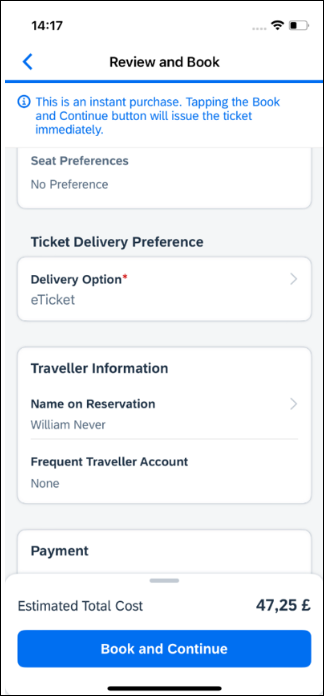 14:17
Review and Book
This is an instant purchase. Tapping the Book
and Continue button will issue the ticket
immediately.
Seat Preferences
No Preference
Ticket Delivery Preference
Delivery Option*
eTicket
Traveller Information
Name on Reservation
William Never
Frequent Traveller Account
None
Payment
Estimated Total Cost 47,25 £
Book and Continue